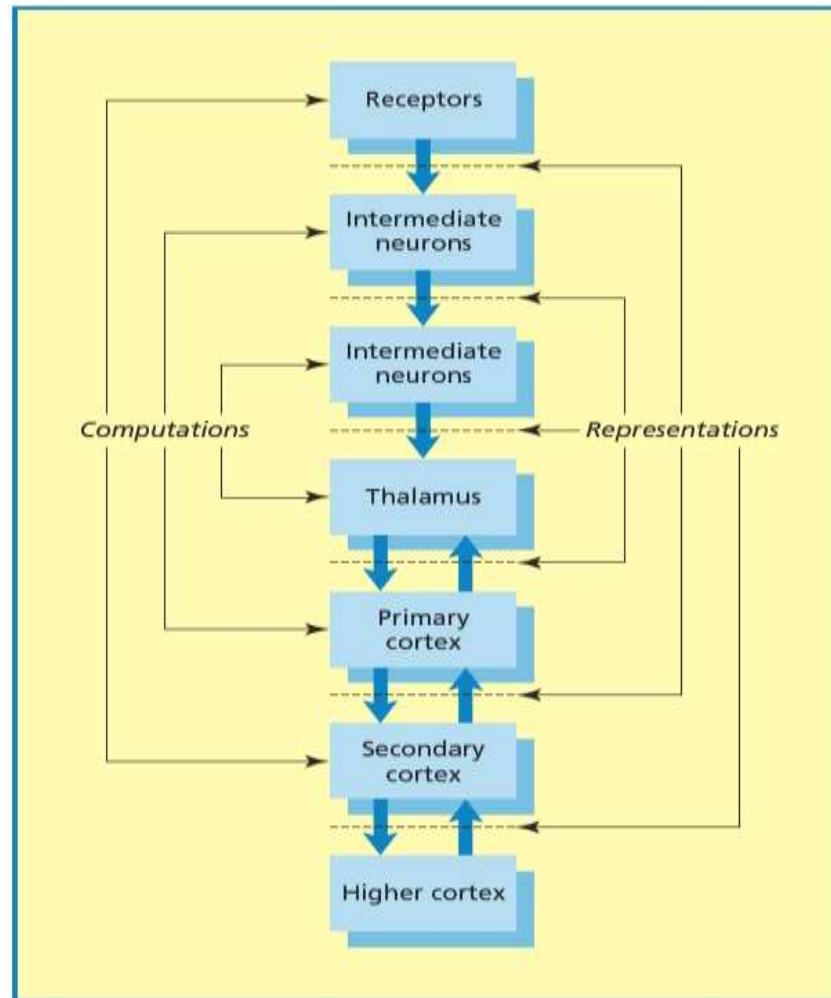 Receptors
Intermediate
neurons
Intermediate
neurons
Computations
Representations
Thalamus
Primary
cortex
Secondary
cortex
Higher cortex